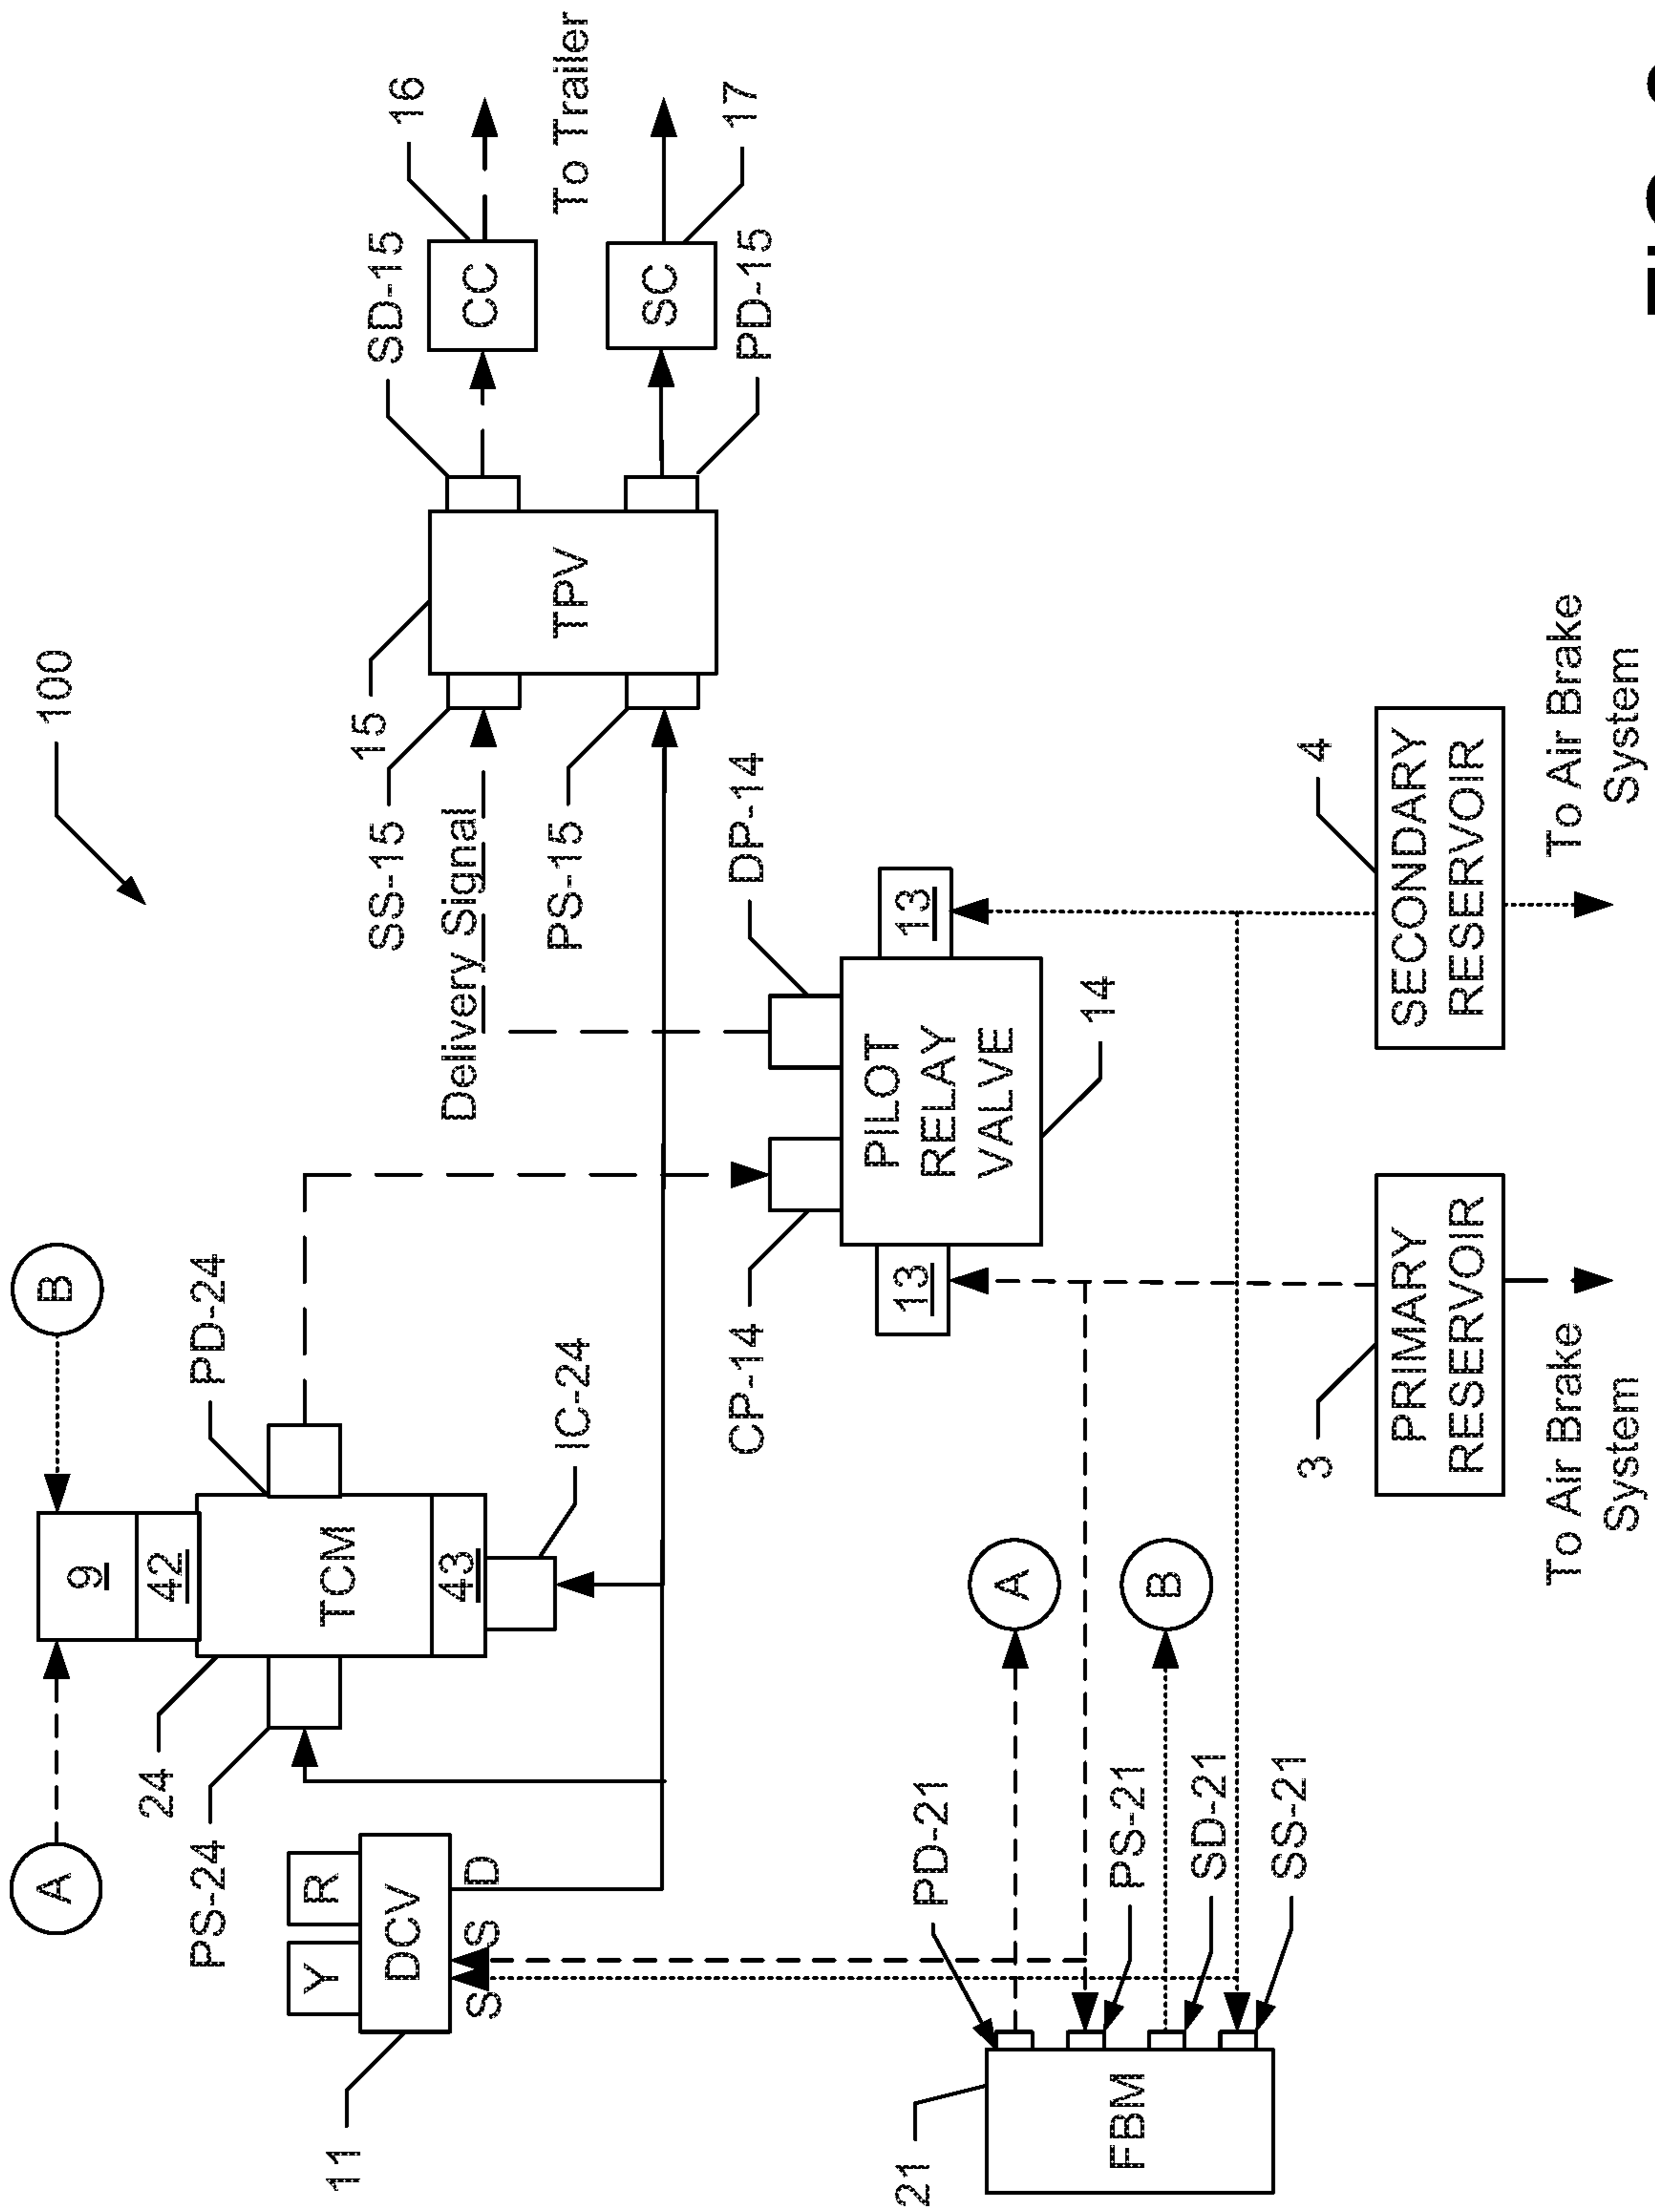 A
B
100
9
24
42
PS-24
PD-24
Y
R
11
TCM
15
SS-15
SD-15
16
DCV
43
Delivery Signal
CC
S
S
D
IC-24
PS-15
TPV
To Trailer
SC
CP-14
DP-14
PD-15
17
21
PD-21
13
PILOT
RELAY
VALVE
13
A
FBM
PS-21
14
B
SD-21
SS-21
3
4
PRIMARY
RESERVOIR
SECONDARY
RESERVOIR
To Air Brake
System
To Air Brake
System